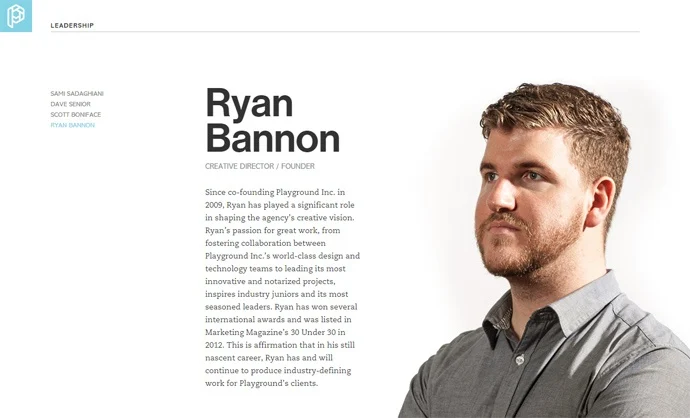 LEADERSHIP
SAMI SADAGHIANI
DAVE SENIOR
SCOTT BONIFACE
RYAN BANNON
Ryan
Bannon
CREATIVE DIRECTOR / FOUNDER
Since co-founding Playground Inc. in
2009, Ryan has played a significant role
in shaping the agency's creative vision.
Ryan's passion for great work, from
fostering collaboration between
Playground Inc.'s world-class design and
technology teams to leading its most
innovative and notarized projects,
inspires industry juniors and its most
seasoned leaders. Ryan has won several
international awards and was listed in
Marketing Magazine's 30 Under 30 in
2012. This is affirmation that in his still
nascent career, Ryan has and will
continue to produce industry-defining
work for Playground's clients.